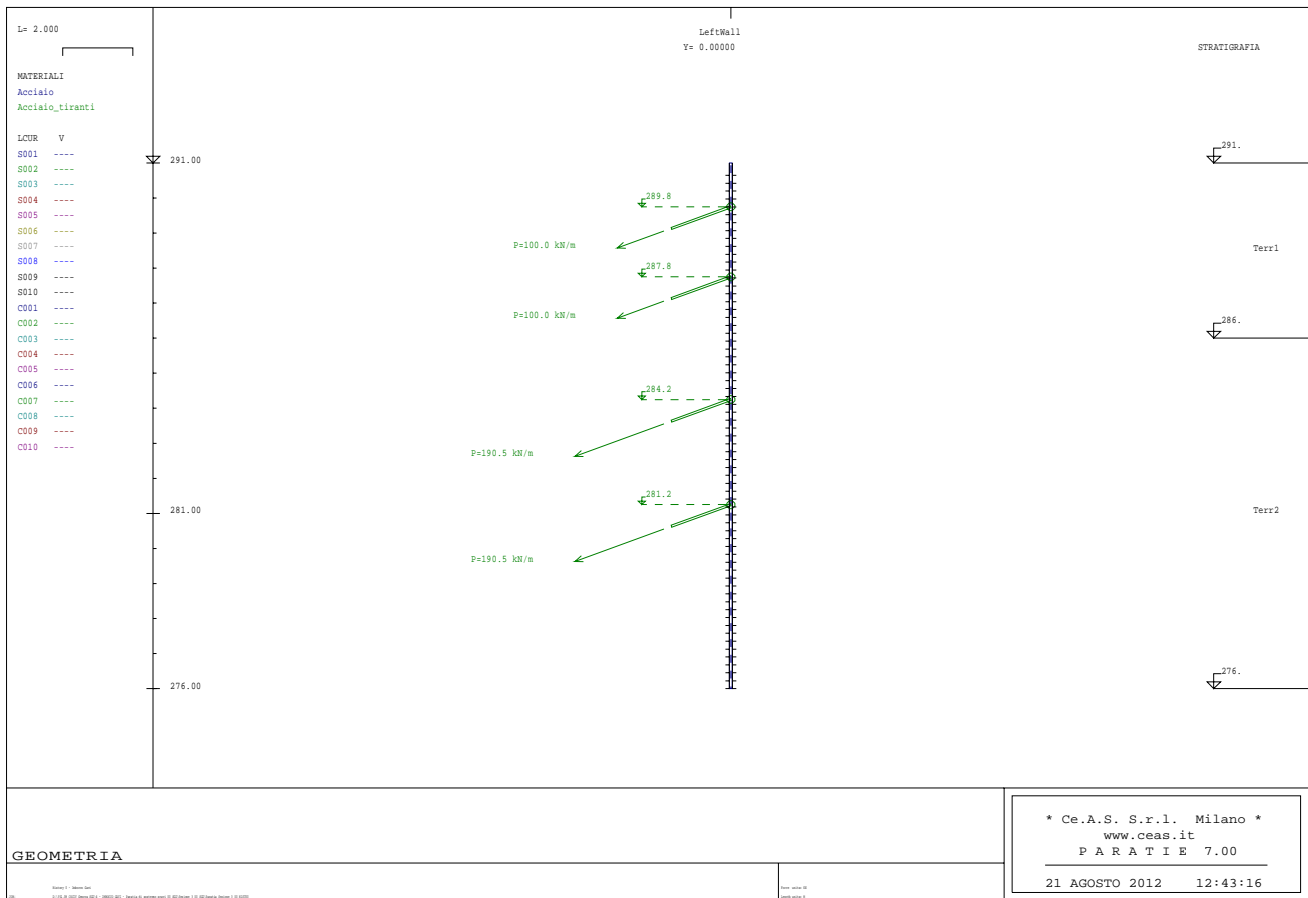 L= 2.000
LeftWall
Y= 0.00000
STRATIGRAFIA
MATERIALI
Acciaio
Acciaio_tiranti
LCUR V
S001 ----
S002 ----
S003 ----
S004 ----
S005 ----
S006 ----
S007 ----
S008 ----
S009 ----
S010 ----
C001 ----
C002 ----
C003 ----
C004 ----
C005 ----
C006 ----
C007 ----
C008 ----
C009 ----
C010 ----
291.00
281.00
276.00
289.8
P=100.0 kN/m
287.8
P=100.0 kN/m
284.2
P=190.5 kN/m
281.2
P=190.5 kN/m
291.
Terr1
286.
Terr2
276.
GEOMETRIA
* Ce.A.S. S.r.l. Milano *
www.ceas.it
P A R A T I E 7.00
21 AGOSTO 2012 12:43:16